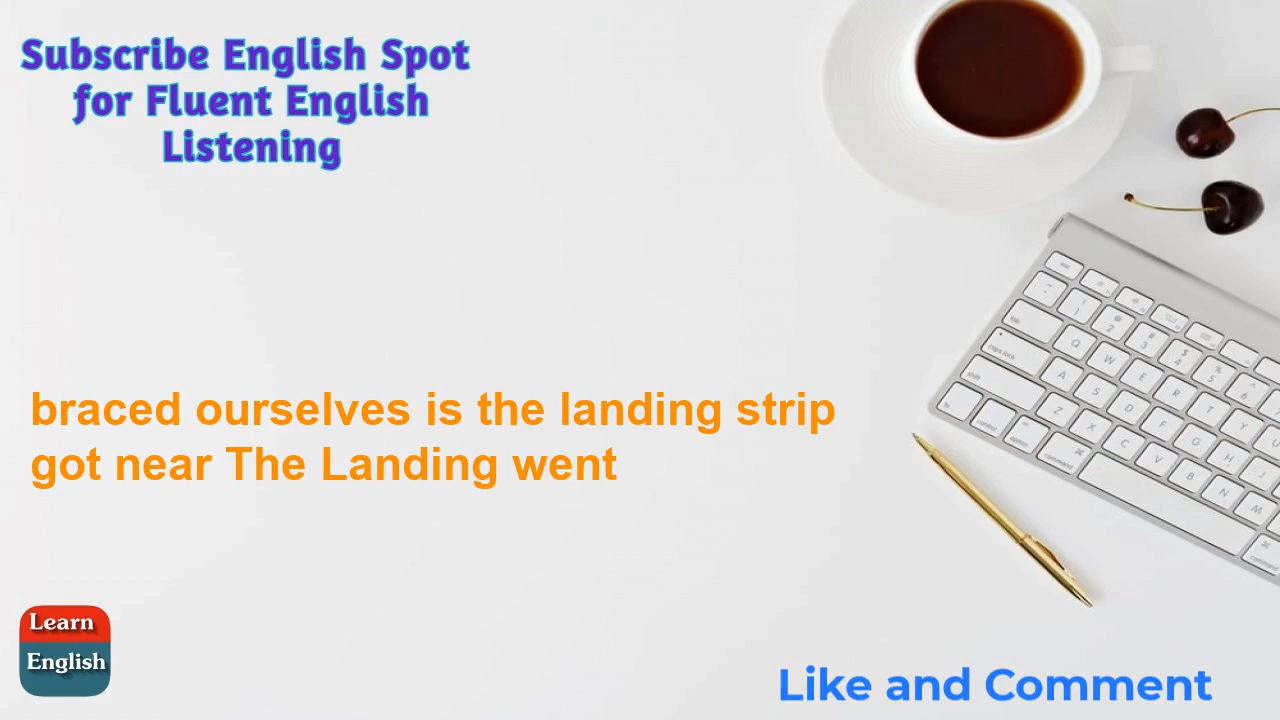 Subscribe English Spot
for Fluent English
Listening
braced ourselves is the landing strip
got near The Landing went
Learn
English
Like and Comment